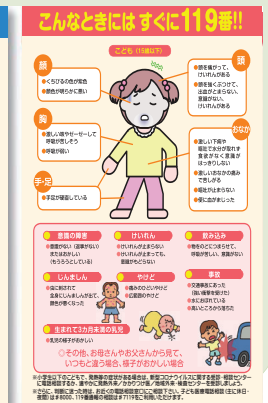 こんなときには すぐに119番!!
こども (15歳以下)
顔
●くちびるの色が紫色
●顔色が明らかに悪い
頭
●頭を痛がって、
けいれんがある
●頭を強くぶつけて、
出血が止まらない、
意識がない、
けいれんがある
胸
●激しい咳やゼーゼーして
呼吸が苦しそう
●呼吸が弱い
おなか
●激しい下痢や
嘔吐で水分が取れず
食欲がなく意識が
はっきりしない
●激しいおなかの痛み
で苦しがる
●嘔吐が止まらない
●便に血がまじった
手・足
●手足が硬直している
意識の障害
●意識がない(返事がない)
またはおかしい
(もうろうとしている)
けいれん
●けいれんが止まらない
●けいれんが止まっても、
意識がもどらない
飲み込み
●物をのどにつまらせて、
呼吸が苦しい、意識がない
じんましん
●虫に刺されて
全身にじんましんが出て、
顔色が悪くなった
やけど
●痛みのひどいやけど
●広範囲のやけど
事故
●交通事故にあった
(強い衝撃を受けた)
●水におぼれている
●高いところから落ちた
生まれて3カ月未満の乳児
●乳児の様子がおかしい
◎その他、お母さんやお父さんから見て、
いつもと違う場合、様子がおかしい場合